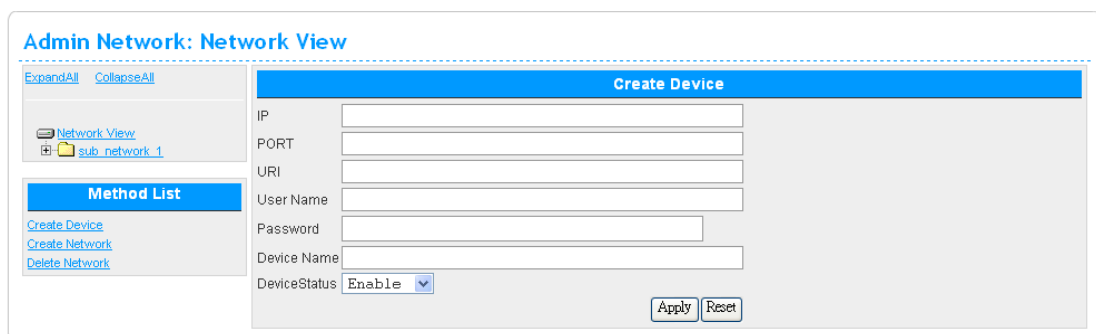 Admin Network: Network View
ExpandAll CollapseAll
Network View
sub_network_1
Method List
Create Device
Create Network
Delete Network
Create Device
IP
PORT
URI
User Name
Password
Device Name
DeviceStatus Enable
Apply Reset